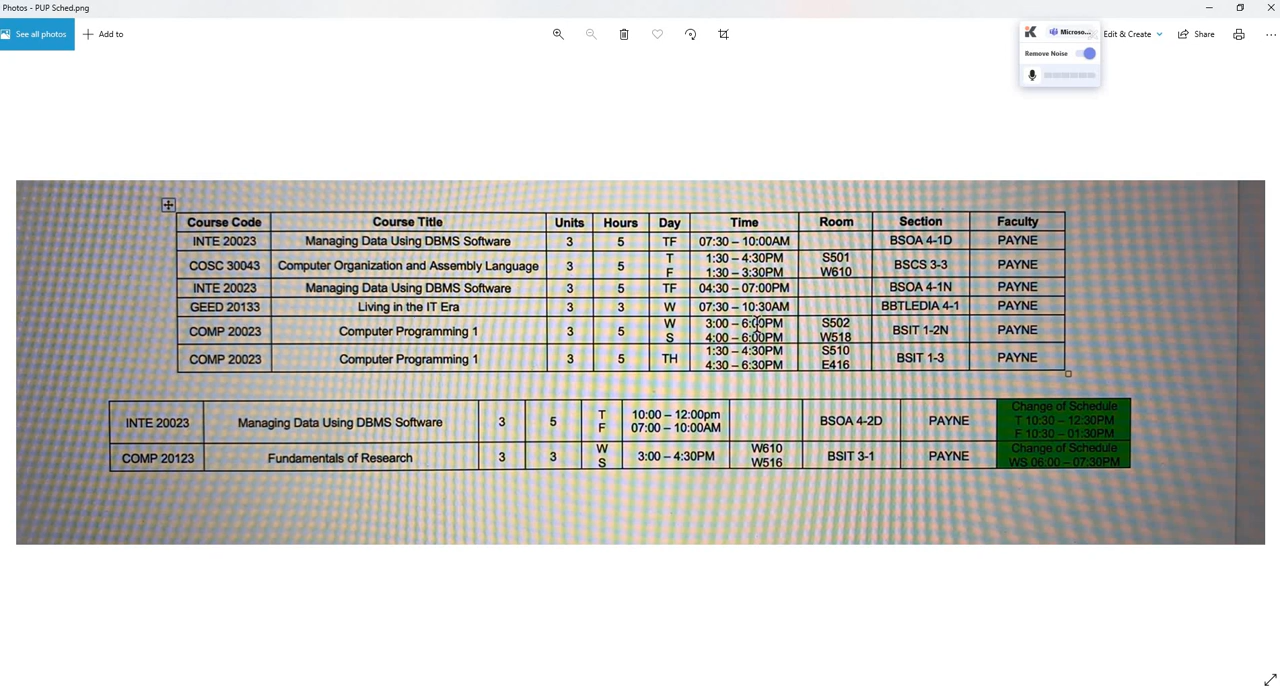 Photos - PUP Sched.png
See all photos + Add to Edit & Create Share
Microso...
Remove Noise
Course Code Course Title Units Hours Day Time Room Section Faculty
INTE 20023 Managing Data Using DBMS Software 3 5 TF 07:30 – 10:00AM BSOA 4-1D PAYNE
COSC 30043 Computer Organization and Assembly Language 3 5 T 1:30 – 4:30PM S501 BSCS 3-3 PAYNE
F 1:30 – 3:30PM W610
INTE 20023 Managing Data Using DBMS Software 3 5 TF 04:30 – 07:00PM BSOA 4-1N PAYNE
GEED 20133 Living in the IT Era 3 3 W 07:30 – 10:30AM BBTLEDIA 4-1 PAYNE
COMP 20023 Computer Programming 1 3 5 W 3:00 – 6:00PM S502 BSIT 1-2N PAYNE
S 4:00 – 6:00PM W518
COMP 20023 Computer Programming 1 3 5 TH 1:30 – 4:30PM S510 BSIT 1-3 PAYNE
4:30 – 6:30PM E416
INTE 20023 Managing Data Using DBMS Software 3 5 T 10:00 – 12:00pm BSOA 4-2D PAYNE Change of Schedule
F 07:00 – 10:00AM T 10:30 – 12:30PM
F 10:30 – 01:30PM
COMP 20123 Fundamentals of Research 3 3 W 3:00 – 4:30PM W610 BSIT 3-1 PAYNE Change of Schedule
S W516 WS 06:00 – 07:30PM